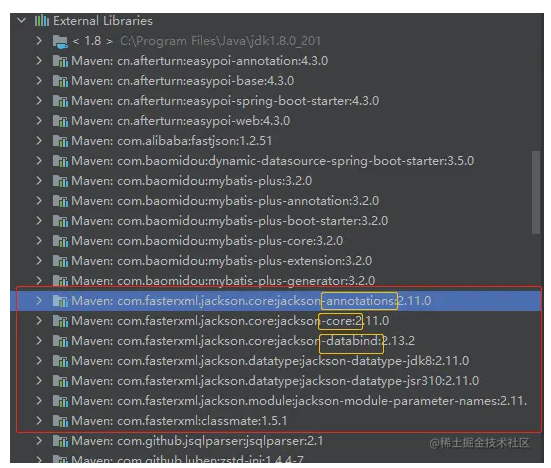 External Libraries
< 1.8 > C:\Program Files\Java\jdk1.8.0_201
Maven: cn.afterturn:easypoi-annotation:4.3.0
Maven: cn.afterturn:easypoi-base:4.3.0
Maven: cn.afterturn:easypoi-spring-boot-starter:4.3.0
Maven: cn.afterturn:easypoi-web:4.3.0
Maven: com.alibaba:fastjson:1.2.51
Maven: com.baomidou:dynamic-datasource-spring-boot-starter:3.5.0
Maven: com.baomidou:mybatis-plus:3.2.0
Maven: com.baomidou:mybatis-plus-annotation:3.2.0
Maven: com.baomidou:mybatis-plus-boot-starter:3.2.0
Maven: com.baomidou:mybatis-plus-core:3.2.0
Maven: com.baomidou:mybatis-plus-extension:3.2.0
Maven: com.baomidou:mybatis-plus-generator:3.2.0
Maven: com.fasterxml.jackson.core:jackson-annotations:2.11.0
Maven: com.fasterxml.jackson.core:jackson-core:2.11.0
Maven: com.fasterxml.jackson.core:jackson-databind:2.13.2
Maven: com.fasterxml.jackson.datatype:jackson-datatype-jdk8:2.11.0
Maven: com.fasterxml.jackson.datatype:jackson-datatype-jsr310:2.11.0
Maven: com.fasterxml.jackson.module:jackson-module-parameter-names:2.11.
Maven: com.fasterxml:classmate:1.5.1
Maven: com.github.jsqlparser:jsqlparser:2.1
Maven: com.github.luben:zstd-jni:1.4.4-7
@稀土掘金技术社区